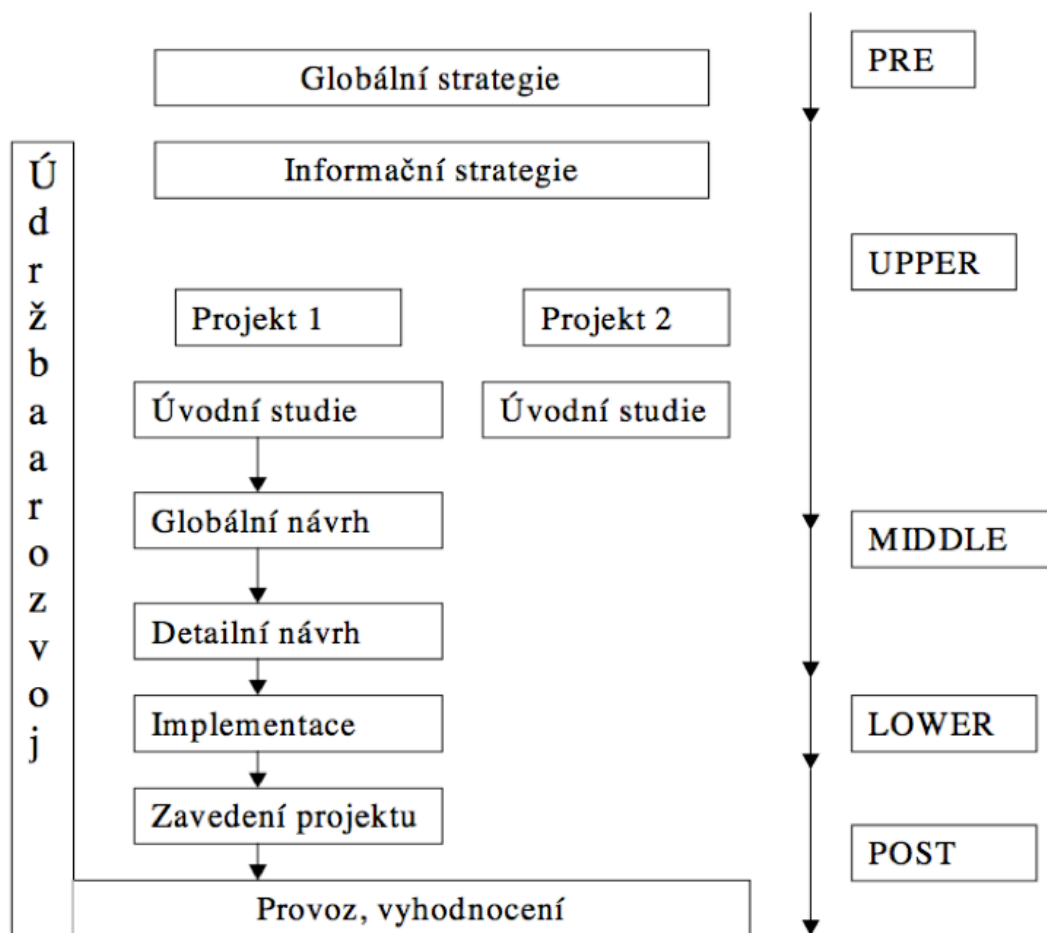 Globální strategie
PRE
Informační strategie
Údržba a rozvoj
UPPER
Projekt 1
Projekt 2
Úvodní studie
Úvodní studie
Globální návrh
MIDDLE
Detailní návrh
Implementace
LOWER
Zavedení projektu
POST
Provoz, vyhodnocení